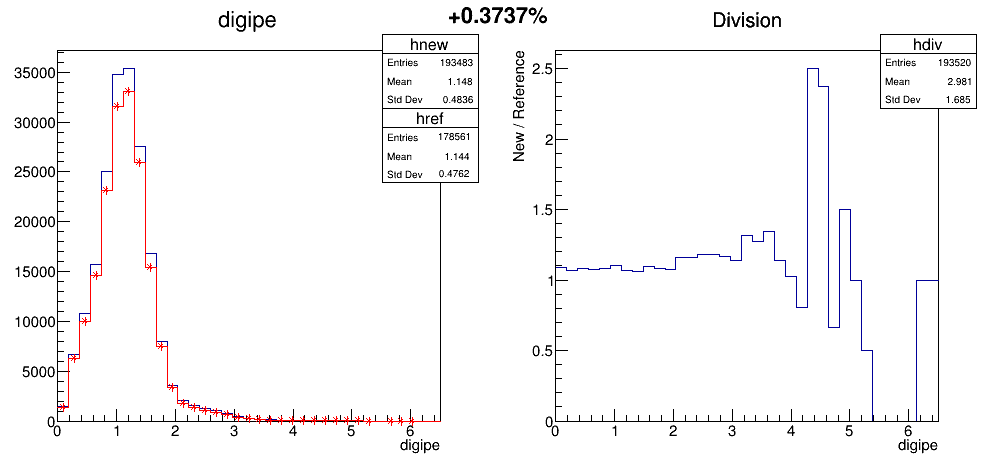 +0.3737%
digipe
hnew
Entries 193483
Mean 1.148
Std Dev 0.4836
href
Entries 178561
Mean 1.144
Std Dev 0.4762
35000
30000
25000
20000
15000
10000
5000
0
0 1 2 3 4 5 6
digipe
Division
hdiv
Entries 193520
Mean 2.981
Std Dev 1.685
New / Reference
2.5
2
1.5
1
0.5
0
0 1 2 3 4 5 6
digipe